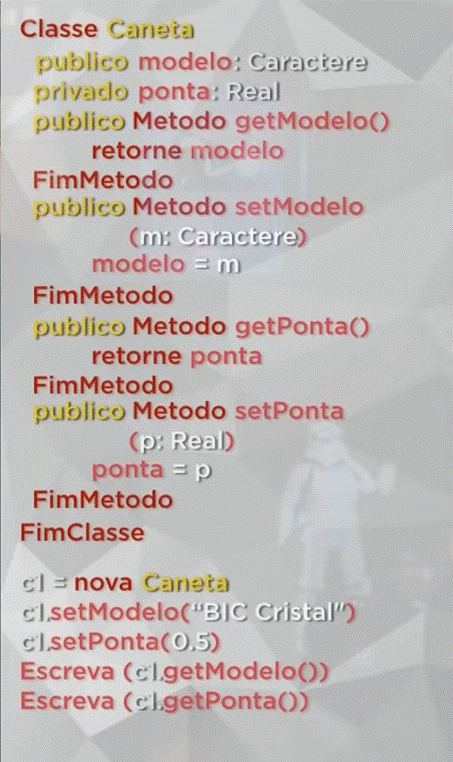 Classe Caneta
publico modelo: Caractere
privado ponta: Real
publico Metodo getModelo()
retorne modelo
FimMetodo
publico Metodo setModelo
(m: Caractere)
modelo = m
FimMetodo
publico Metodo getPonta()
retorne ponta
FimMetodo
publico Metodo setPonta
(p: Real)
ponta = p
FimMetodo
FimClasse
c1 = nova Caneta
c1.setModelo(“BIC Cristal”)
c1.setPonta(0.5)
Escreva (c1.getModelo())
Escreva (c1.getPonta())